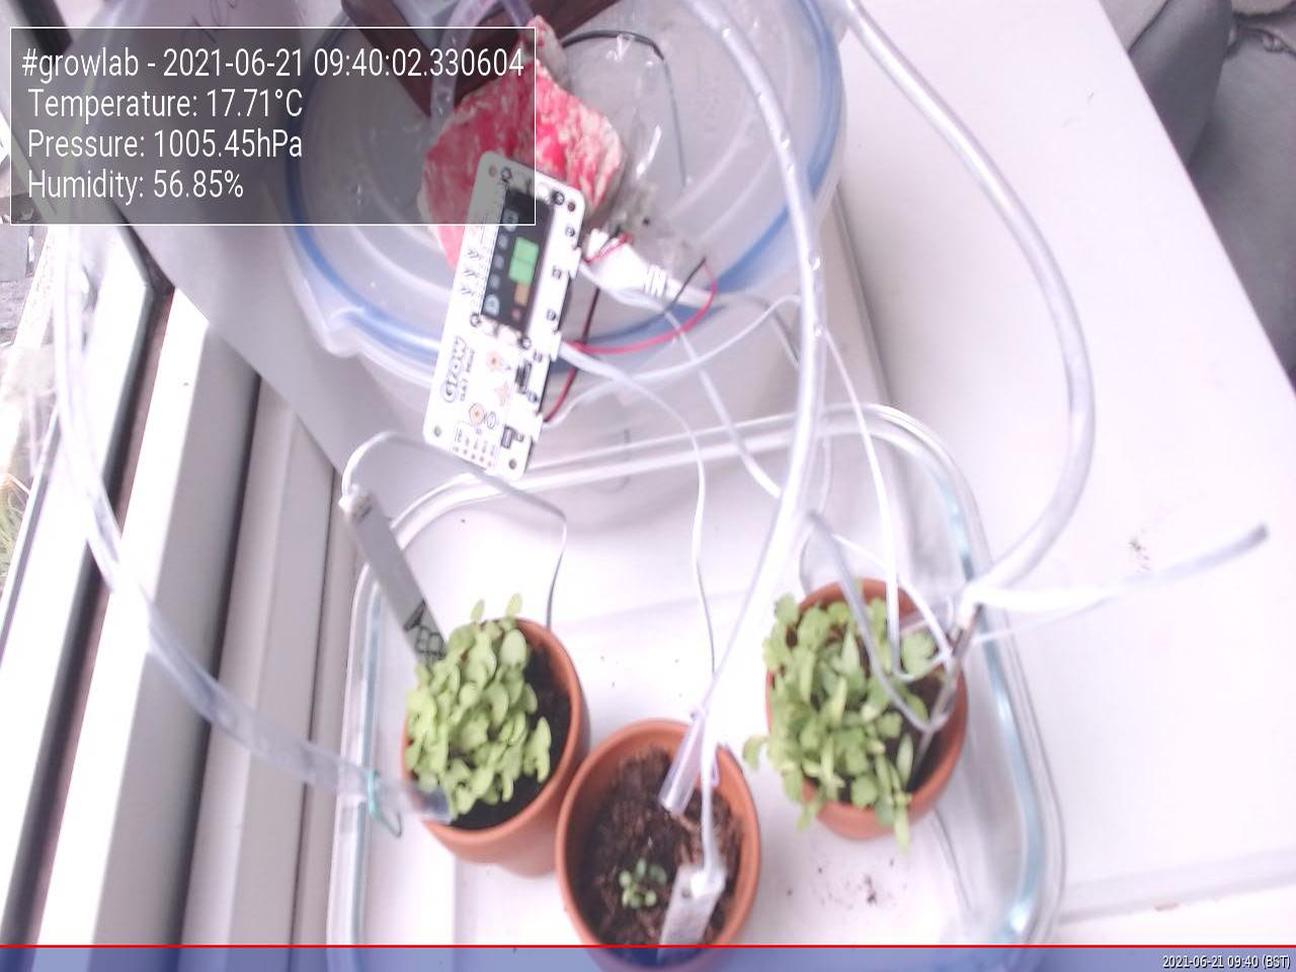 #growlab - 2021-06-21 09:40:02.330604
Temperature: 17.71°C
Pressure: 1005.45hPa
Humidity: 56.85%
GROW
2021-06-21 09:40 (BST)